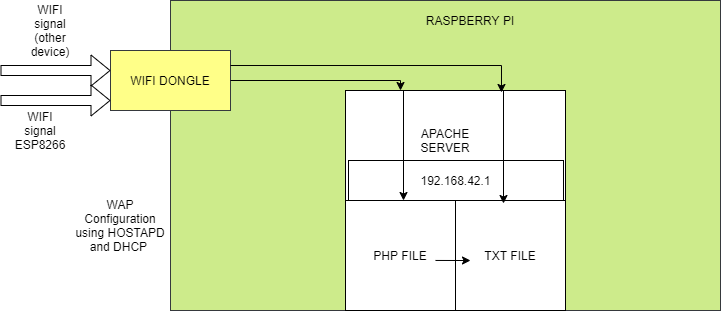 WIFI
signal
(other
device)
RASPBERRY PI
WIFI DONGLE
WIFI
signal
ESP8266
APACHE
SERVER
192.168.42.1
WAP
Configuration
using HOSTAPD
and DHCP
PHP FILE
TXT FILE